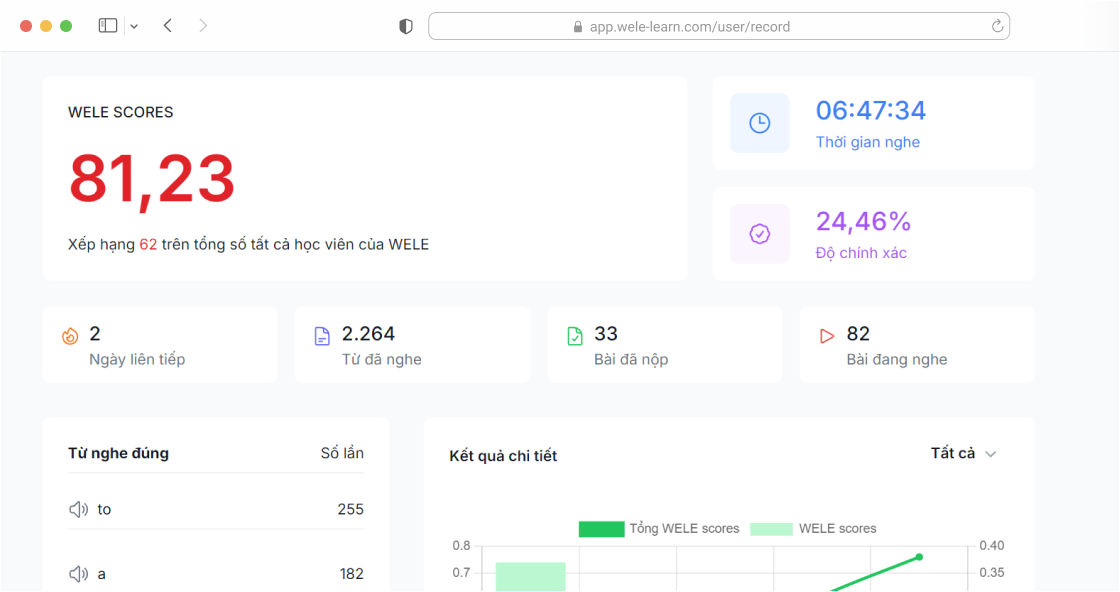 app.wele-learn.com/user/record
WELE SCORES
81,23
Xếp hạng 62 trên tổng số tất cả học viên của WELE
06:47:34
Thời gian nghe
24,46%
Độ chính xác
2
Ngày liên tiếp
2.264
Từ đã nghe
33
Bài đã nộp
82
Bài đang nghe
Từ nghe đúng Số lần
to 255
a 182
Kết quả chi tiết Tất cả
Tổng WELE scores WELE scores
0.8 0.40
0.7 0.35